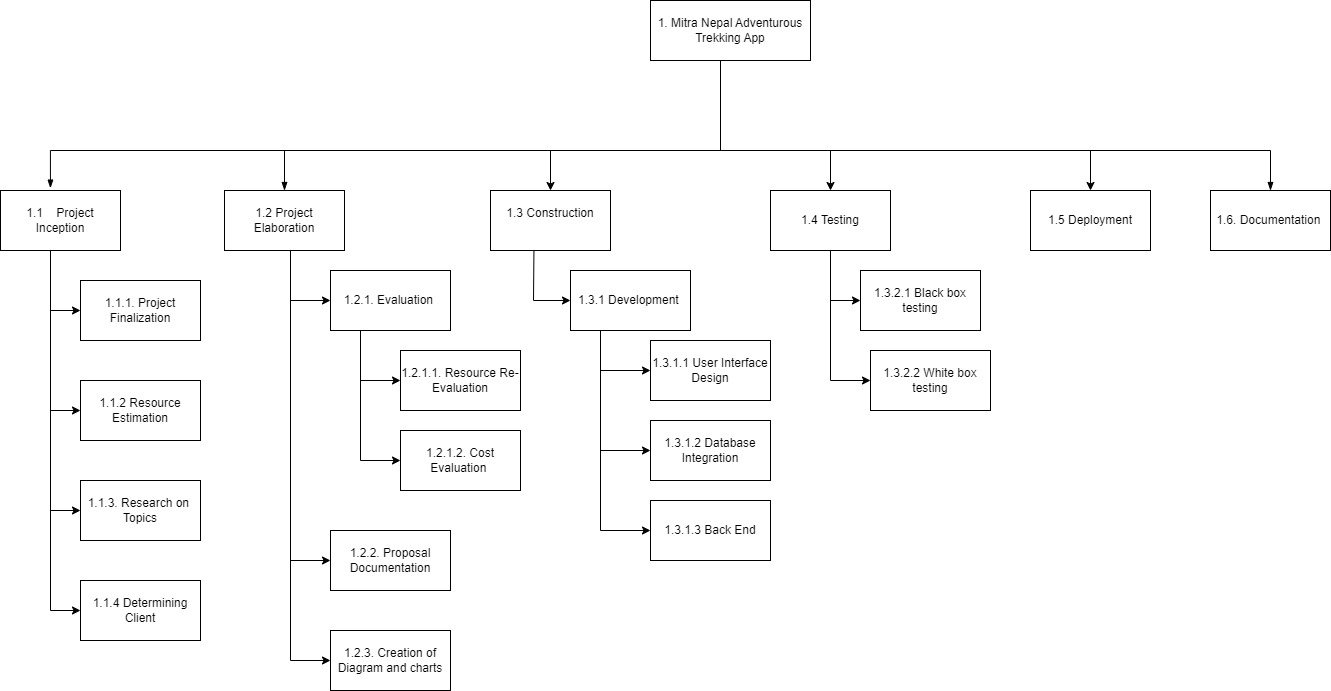 1. Mitra Nepal Adventurous
Trekking App
1.1 Project
Inception
1.2 Project
Elaboration
1.3 Construction
1.4 Testing
1.5 Deployment
1.6. Documentation
1.1.1. Project
Finalization
1.1.2 Resource
Estimation
1.1.3. Research on
Topics
1.1.4 Determining
Client
1.2.1. Evaluation
1.2.1.1. Resource Re-
Evaluation
1.2.1.2. Cost
Evaluation
1.2.2. Proposal
Documentation
1.2.3. Creation of
Diagram and charts
1.3.1 Development
1.3.1.1 User Interface
Design
1.3.1.2 Database
Integration
1.3.1.3 Back End
1.3.2.1 Black box
testing
1.3.2.2 White box
testing